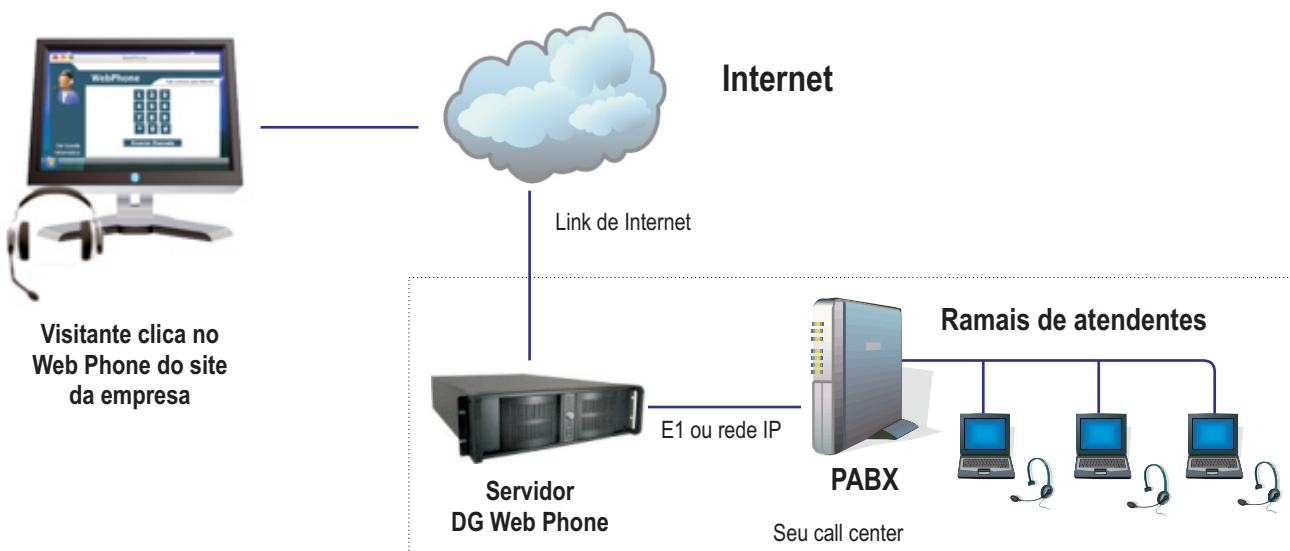 WebPhone
WebPhone
Internet
Link de Internet
Visitante clica no
Web Phone do site
da empresa
Ramais de atendentes
E1 ou rede IP
Servidor
DG Web Phone
PABX
Seu call center